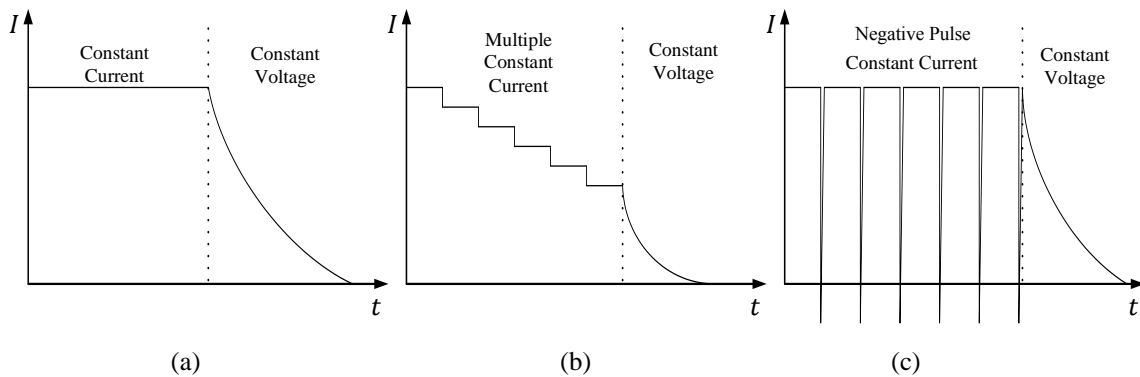 I
Constant
Current
Constant
Voltage
t
(a)
I
Multiple
Constant
Current
Constant
Voltage
t
(b)
I
Negative Pulse
Constant Current
Constant
Voltage
t
(c)